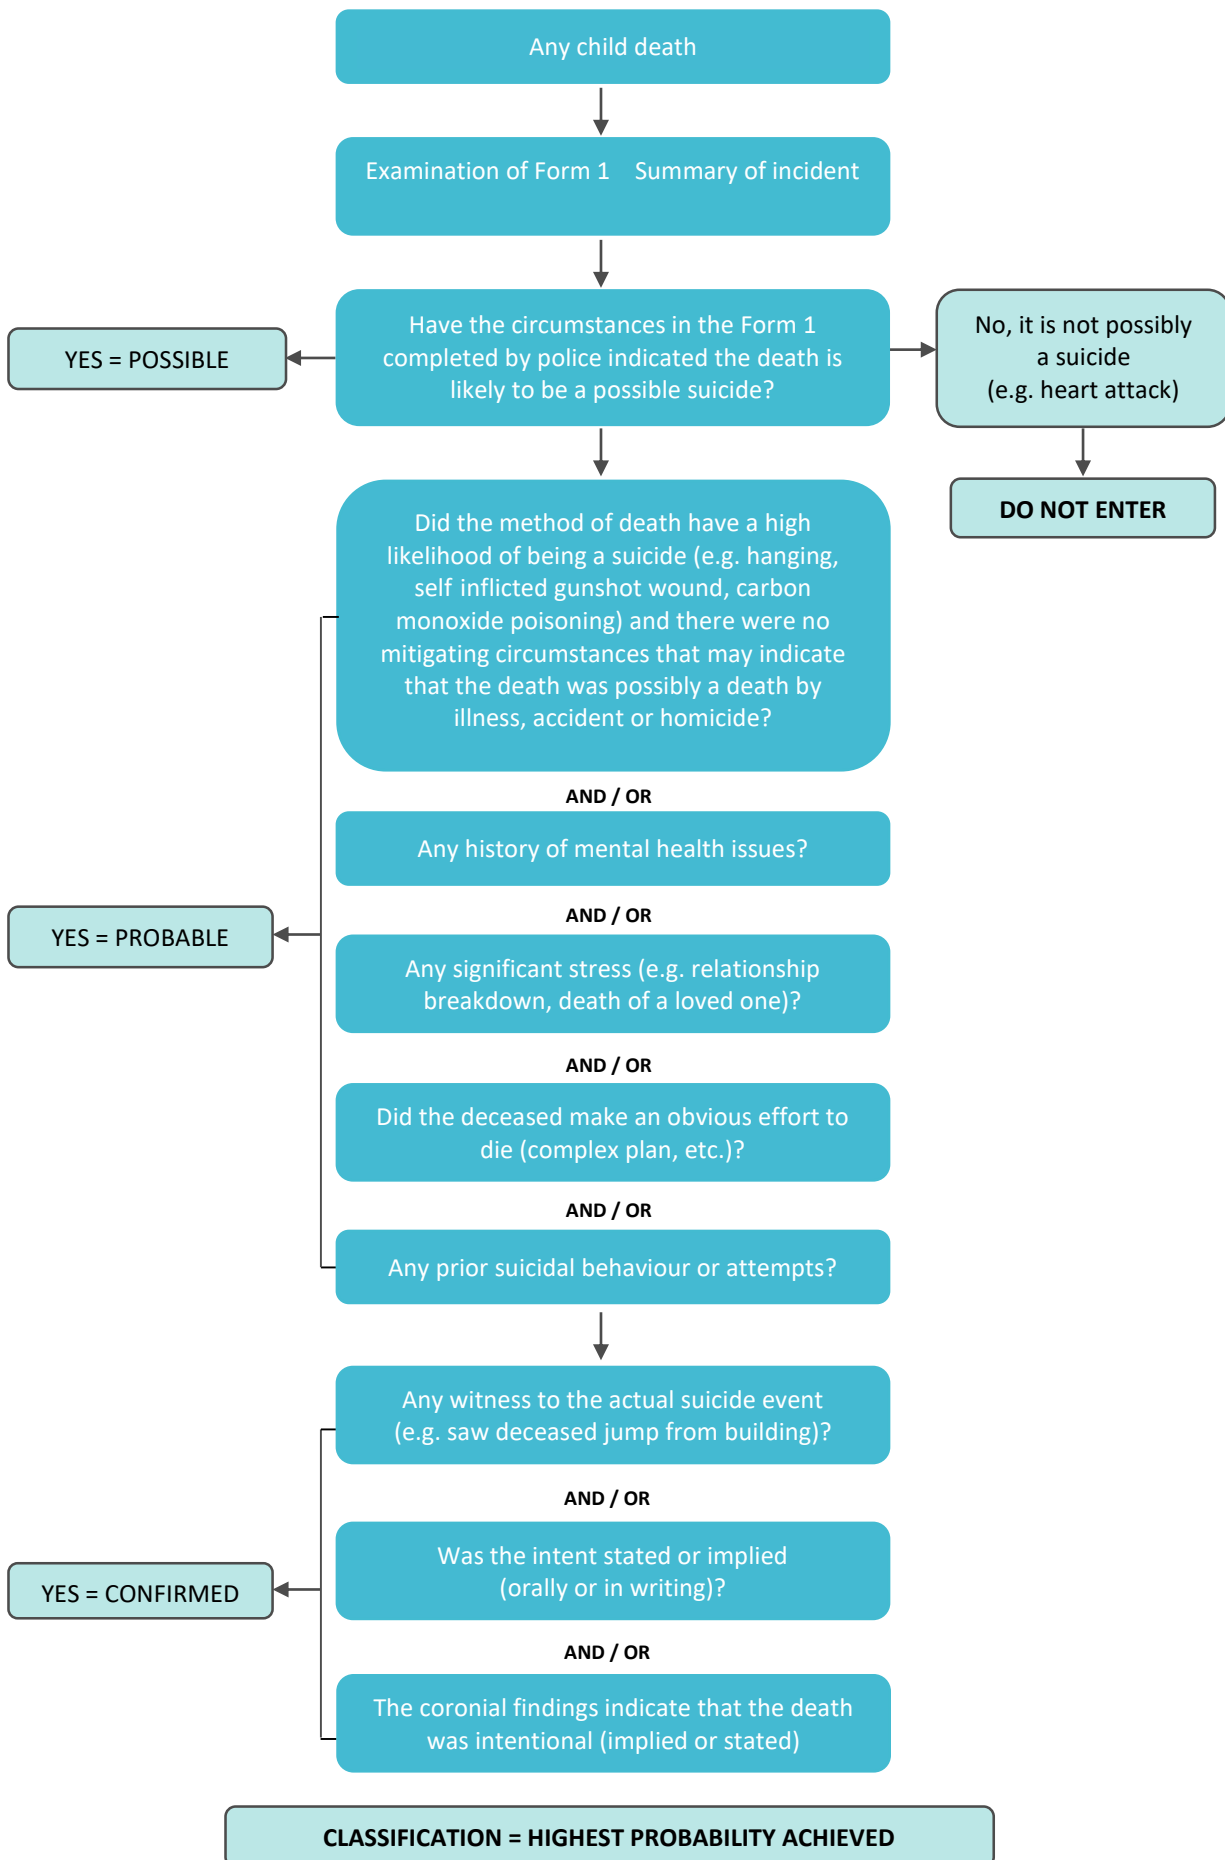 Any child death
Examination of Form 1 Summary of incident
Have the circumstances in the Form 1
completed by police indicated the death is
likely to be a possible suicide?
YES = POSSIBLE
No, it is not possibly
a suicide
(e.g. heart attack)
DO NOT ENTER
Did the method of death have a high
likelihood of being a suicide (e.g. hanging,
self inflicted gunshot wound, carbon
monoxide poisoning) and there were no
mitigating circumstances that may indicate
that the death was possibly a death by
illness, accident or homicide?
AND / OR
Any history of mental health issues?
AND / OR
YES = PROBABLE
Any significant stress (e.g. relationship
breakdown, death of a loved one)?
AND / OR
Did the deceased make an obvious effort to
die (complex plan, etc.)?
AND / OR
Any prior suicidal behaviour or attempts?
Any witness to the actual suicide event
(e.g. saw deceased jump from building)?
AND / OR
Was the intent stated or implied
(orally or in writing)?
YES = CONFIRMED
AND / OR
The coronial findings indicate that the death
was intentional (implied or stated)
CLASSIFICATION = HIGHEST PROBABILITY ACHIEVED